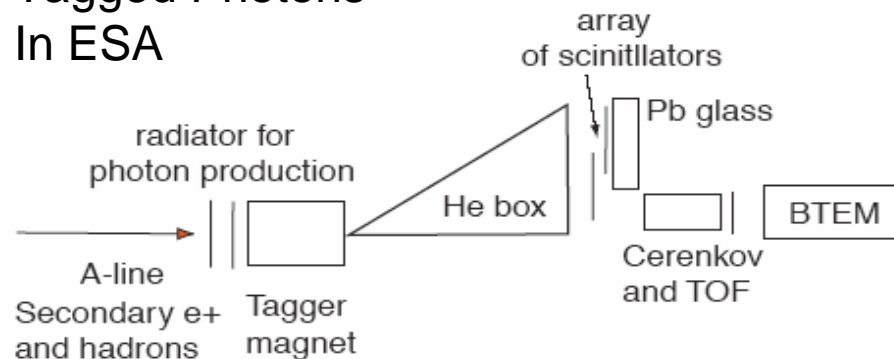 Tagged Photons
In ESA
array
of scinitllators
Pb glass
radiator for
photon production
He box
BTEM
A-line
Cerenkov
and TOF
Secondary e+
and hadrons
Tagger
magnet